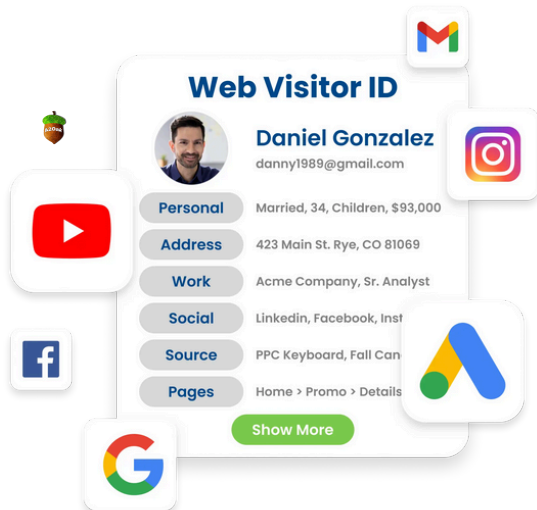 Web Visitor ID
Daniel Gonzalez
danny1989@gmail.com
Personal Married, 34, Children, $93,000
Address 423 Main St. Rye, CO 81069
Work Acme Company, Sr. Analyst
Social Linkedin, Facebook,
Source PPC Keyboard, Fall
Pages Home > Promo > Details
Show More